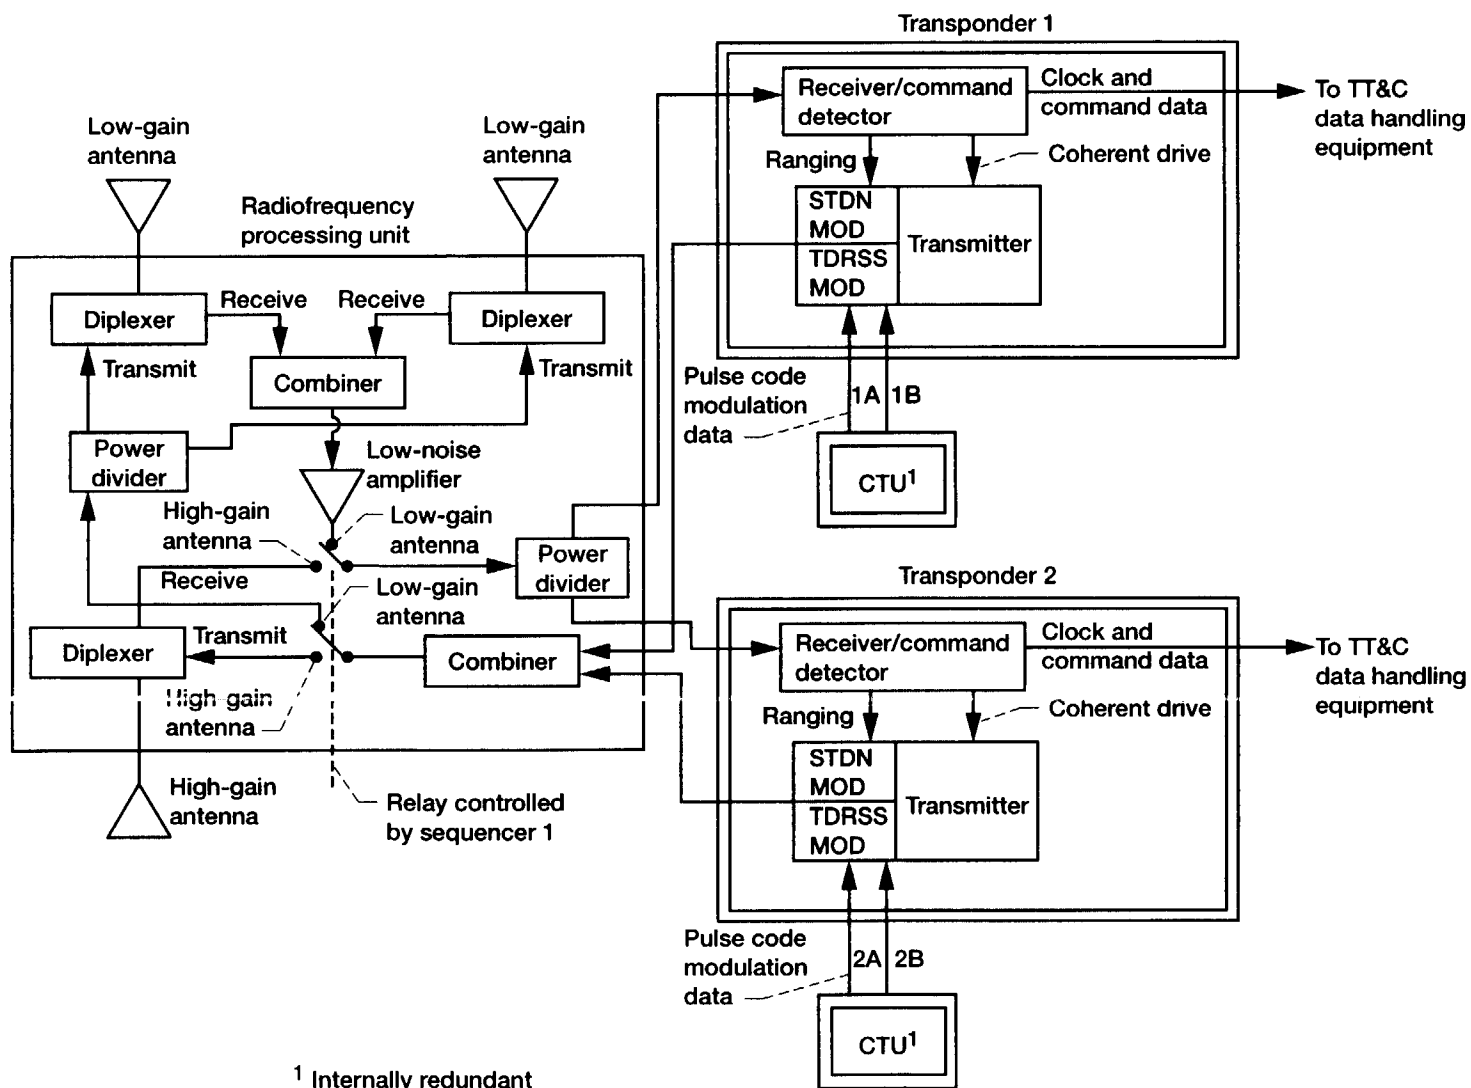 Transponder 1
Receiver/command
detector
Clock and
command data
To TT&C
data handling
equipment
Ranging
Coherent drive
STDN
MOD
TDRSS
MOD
Transmitter
Pulse code
modulation
data
1A
1B
CTU¹
Low-gain
antenna
Low-gain
antenna
Radiofrequency
processing unit
Diplexer
Receive
Receive
Diplexer
Transmit
Combiner
Transmit
Power
divider
Low-noise
amplifier
High-gain
antenna
Low-gain
antenna
Power
divider
Receive
Low-gain
antenna
Diplexer
Transmit
Combiner
High-gain
antenna
High-gain
antenna
Relay controlled
by sequencer 1
Transponder 2
Receiver/command
detector
Clock and
command data
To TT&C
data handling
equipment
Ranging
Coherent drive
STDN
MOD
TDRSS
MOD
Transmitter
Pulse code
modulation
data
2A
2B
CTU¹
¹ Internally redundant